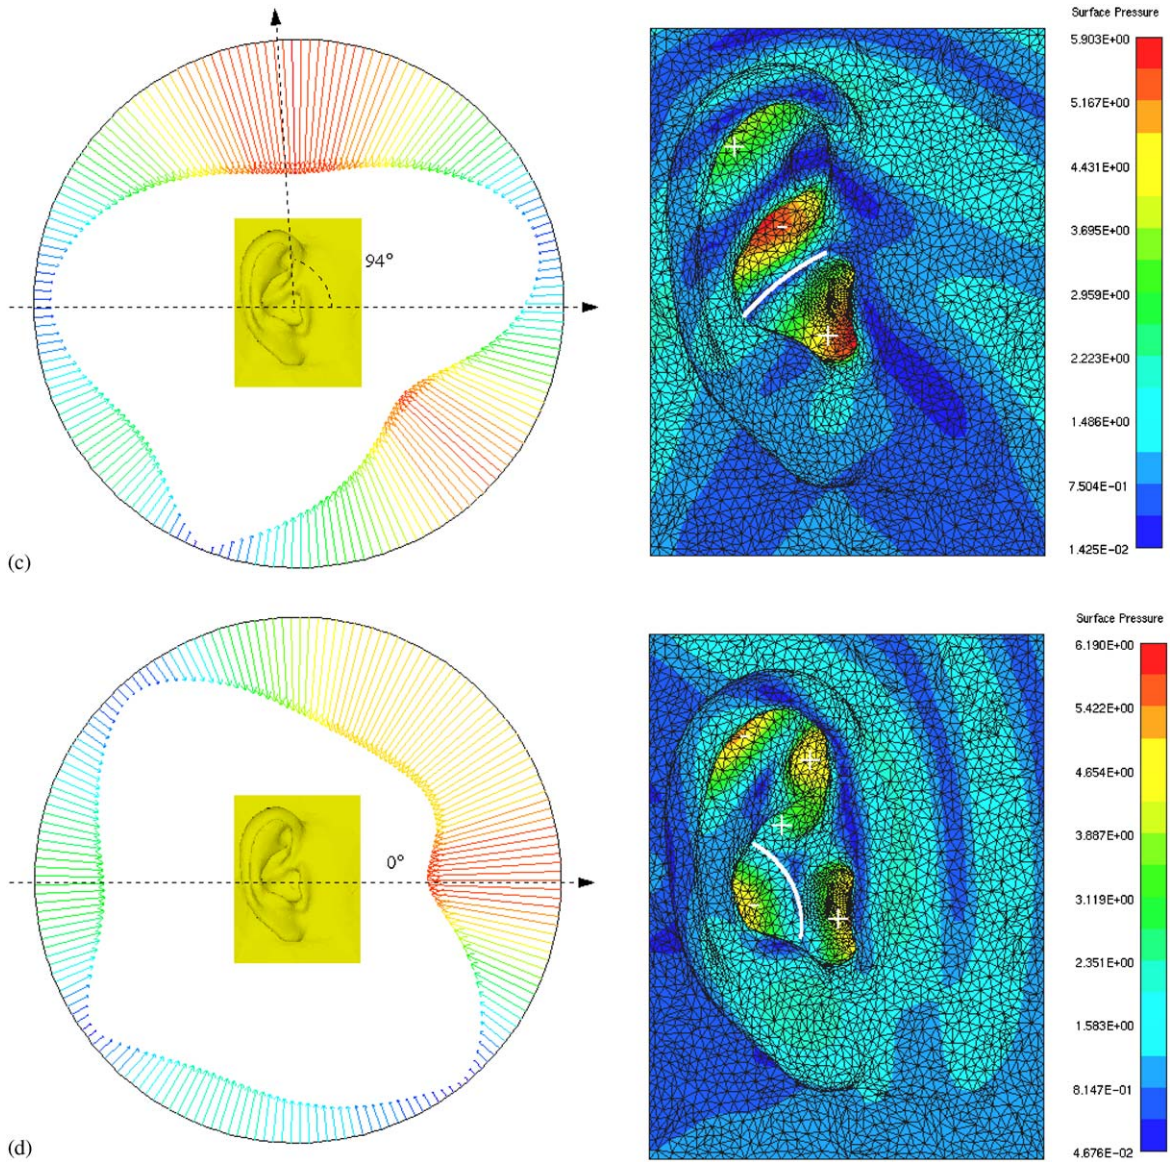 Surface Pressure
5.903E+00
5.167E+00
4.431E+00
3.695E+00
2.959E+00
2.223E+00
1.486E+00
7.504E-01
1.425E-02
94°
+
-
+
(c)
Surface Pressure
6.190E+00
5.422E+00
4.654E+00
3.887E+00
3.119E+00
2.351E+00
1.583E+00
8.147E-01
4.676E-02
0°
-
+
+
-
+
(d)